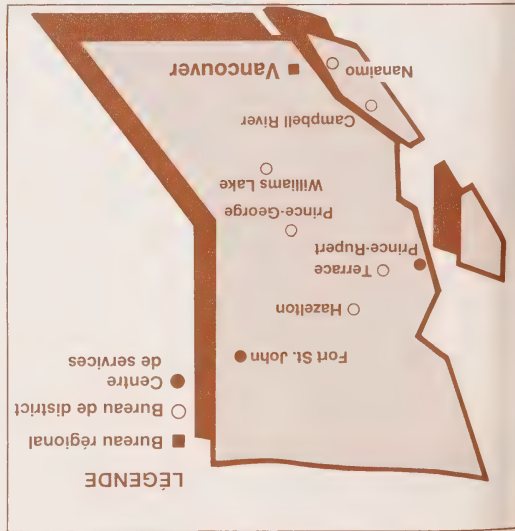 LÉGENDE
■ Bureau régional
○ Bureau de district
● Centre
de services
Fort St. John
Hazelton
Terrace
Prince-Rupert
Prince-George
Williams Lake
Campbell River
Nanaimo
Vancouver